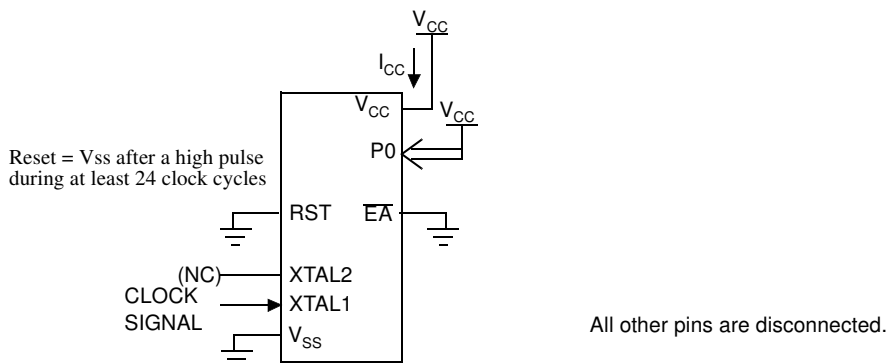 VCC
ICC
VCC
VCC
P0
Reset = Vss after a high pulse
during at least 24 clock cycles
RST
EA
(NC)
XTAL2
CLOCK
SIGNAL
XTAL1
VSS
All other pins are disconnected.